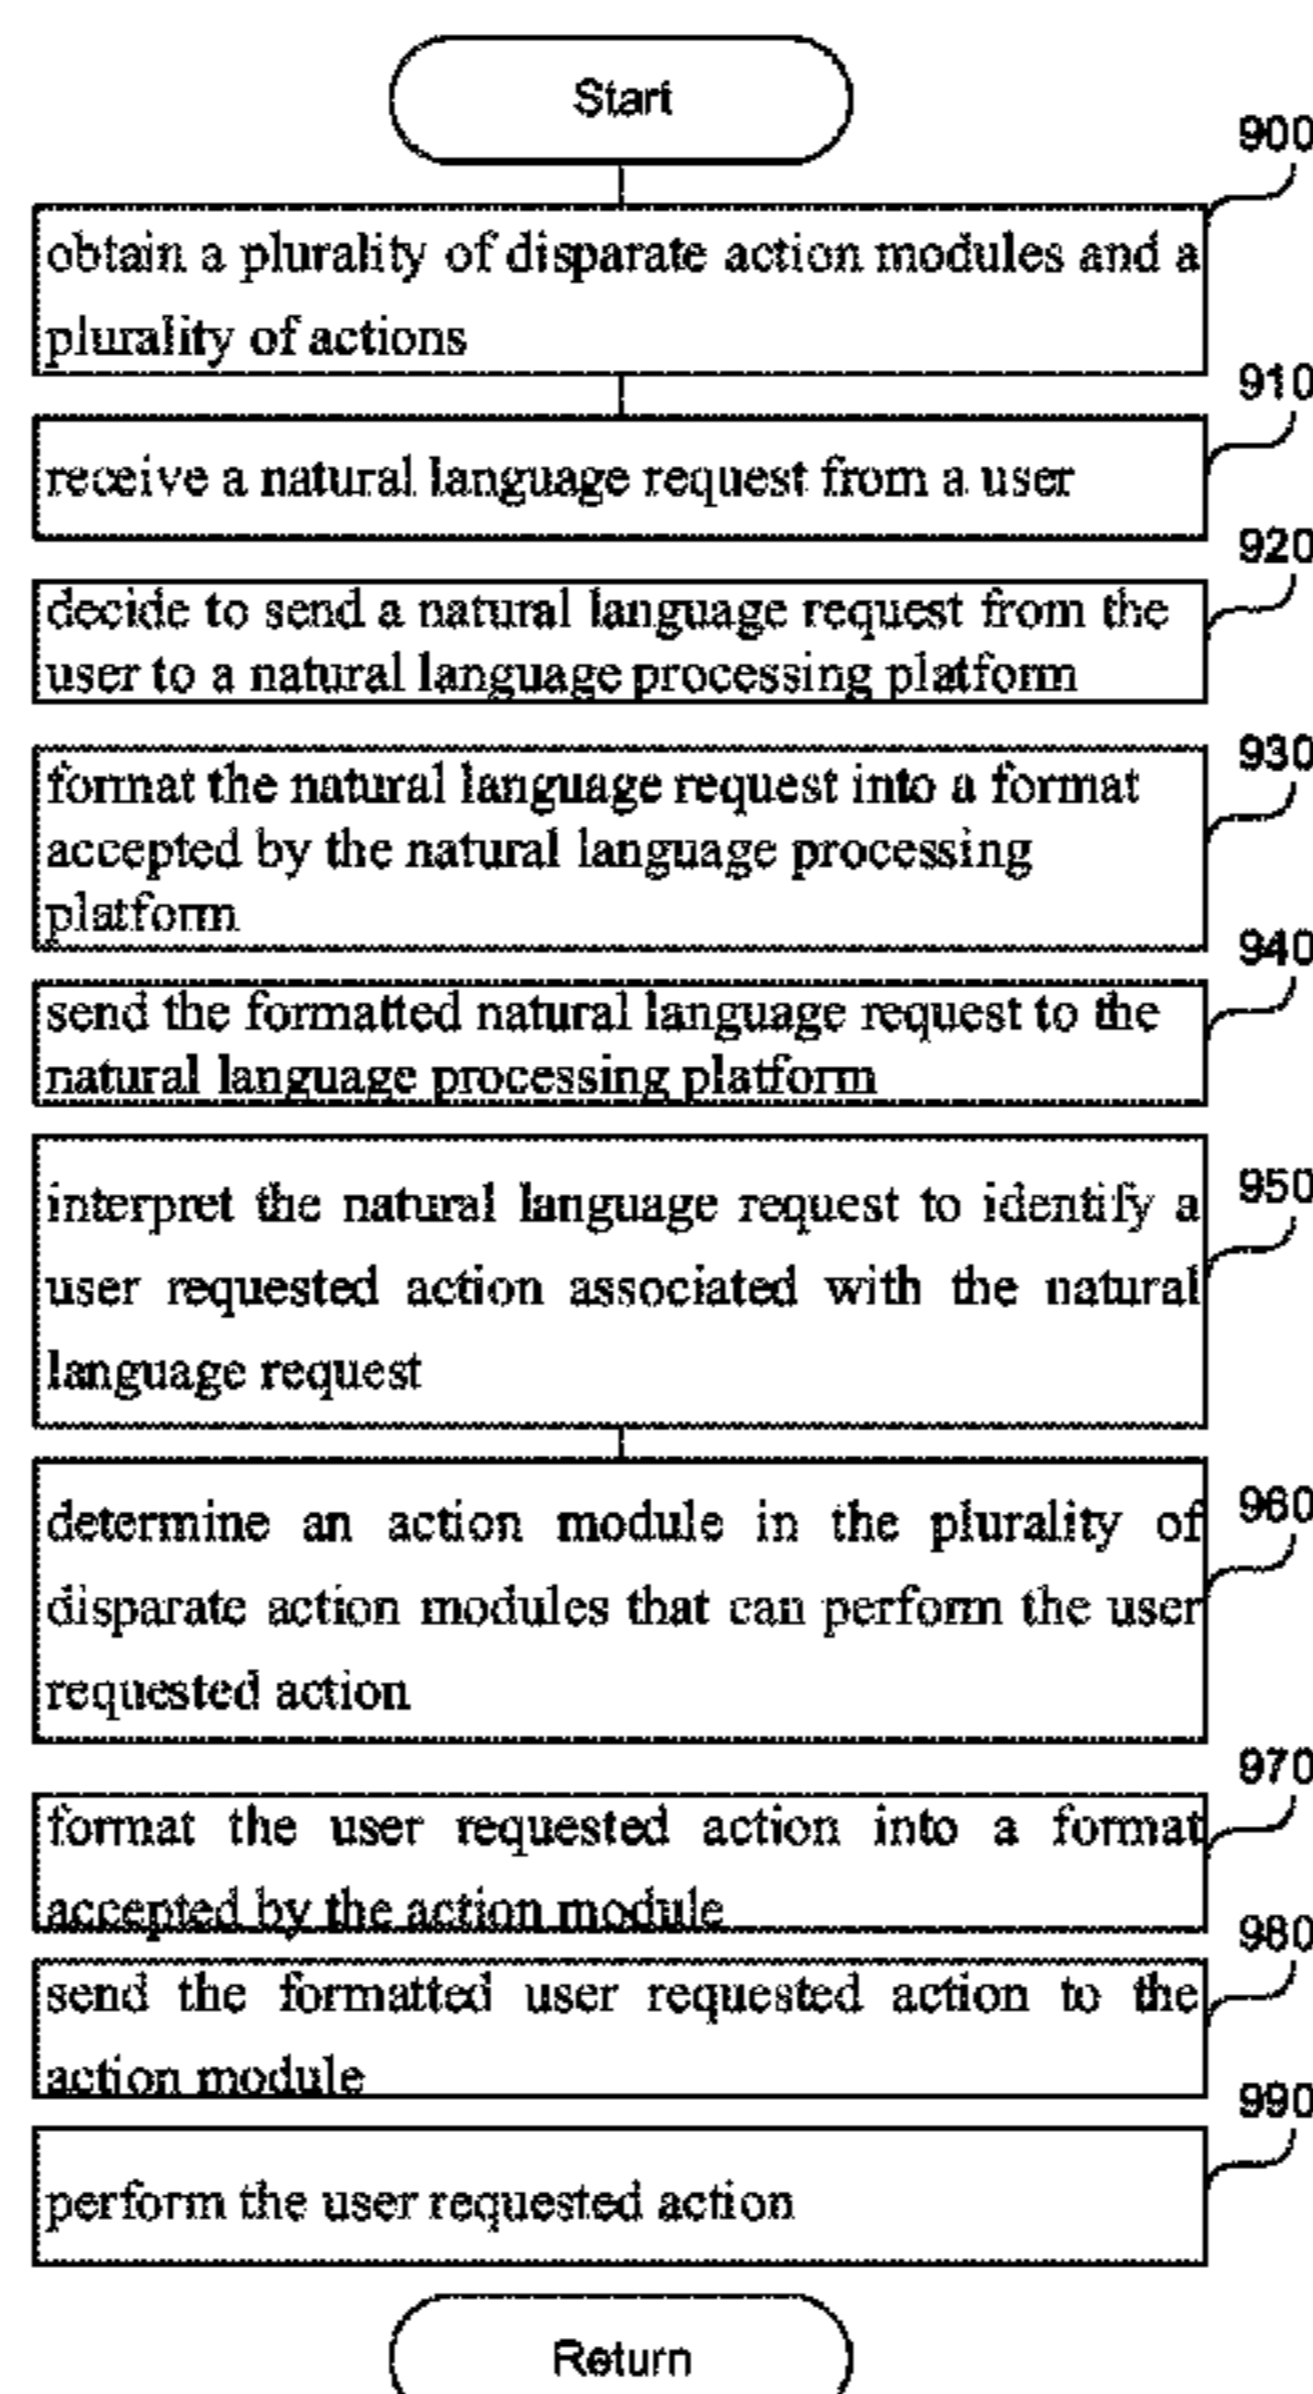 Start
900
obtain a plurality of disparate action modules and a
plurality of actions
910
receive a natural language request from a user
920
decide to send a natural language request from the
user to a natural language processing platform
930
format the natural language request into a format
accepted by the natural language processing
platform
940
send the formatted natural language request to the
natural language processing platform
950
interpret the natural language request to identify a
user requested action associated with the natural
language request
960
determine an action module in the plurality of
disparate action modules that can perform the user
requested action
970
format the user requested action into a format
accepted by the action module
980
send the formatted user requested action to the
action module
990
perform the user requested action
Return